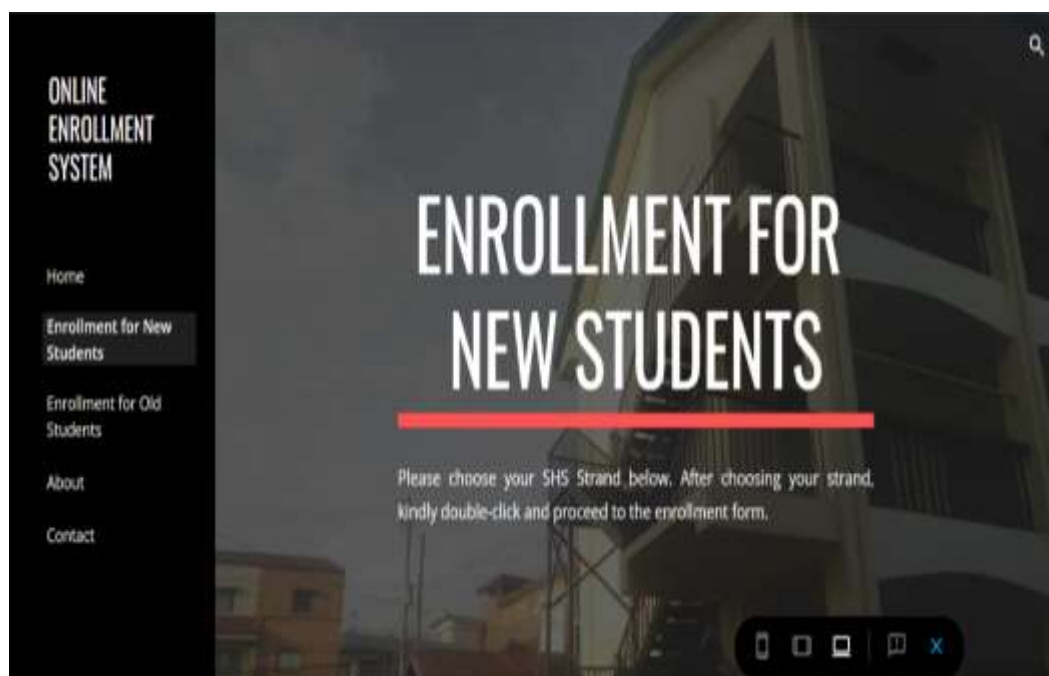 ONLINE
ENROLLMENT
SYSTEM
Home
Enrollment for New
Students
Enrollment for Old
Students
About
Contact
ENROLLMENT FOR
NEW STUDENTS
Please choose your SHS Strand below. After choosing your strand,
kindly double-click and proceed to the enrollment form.